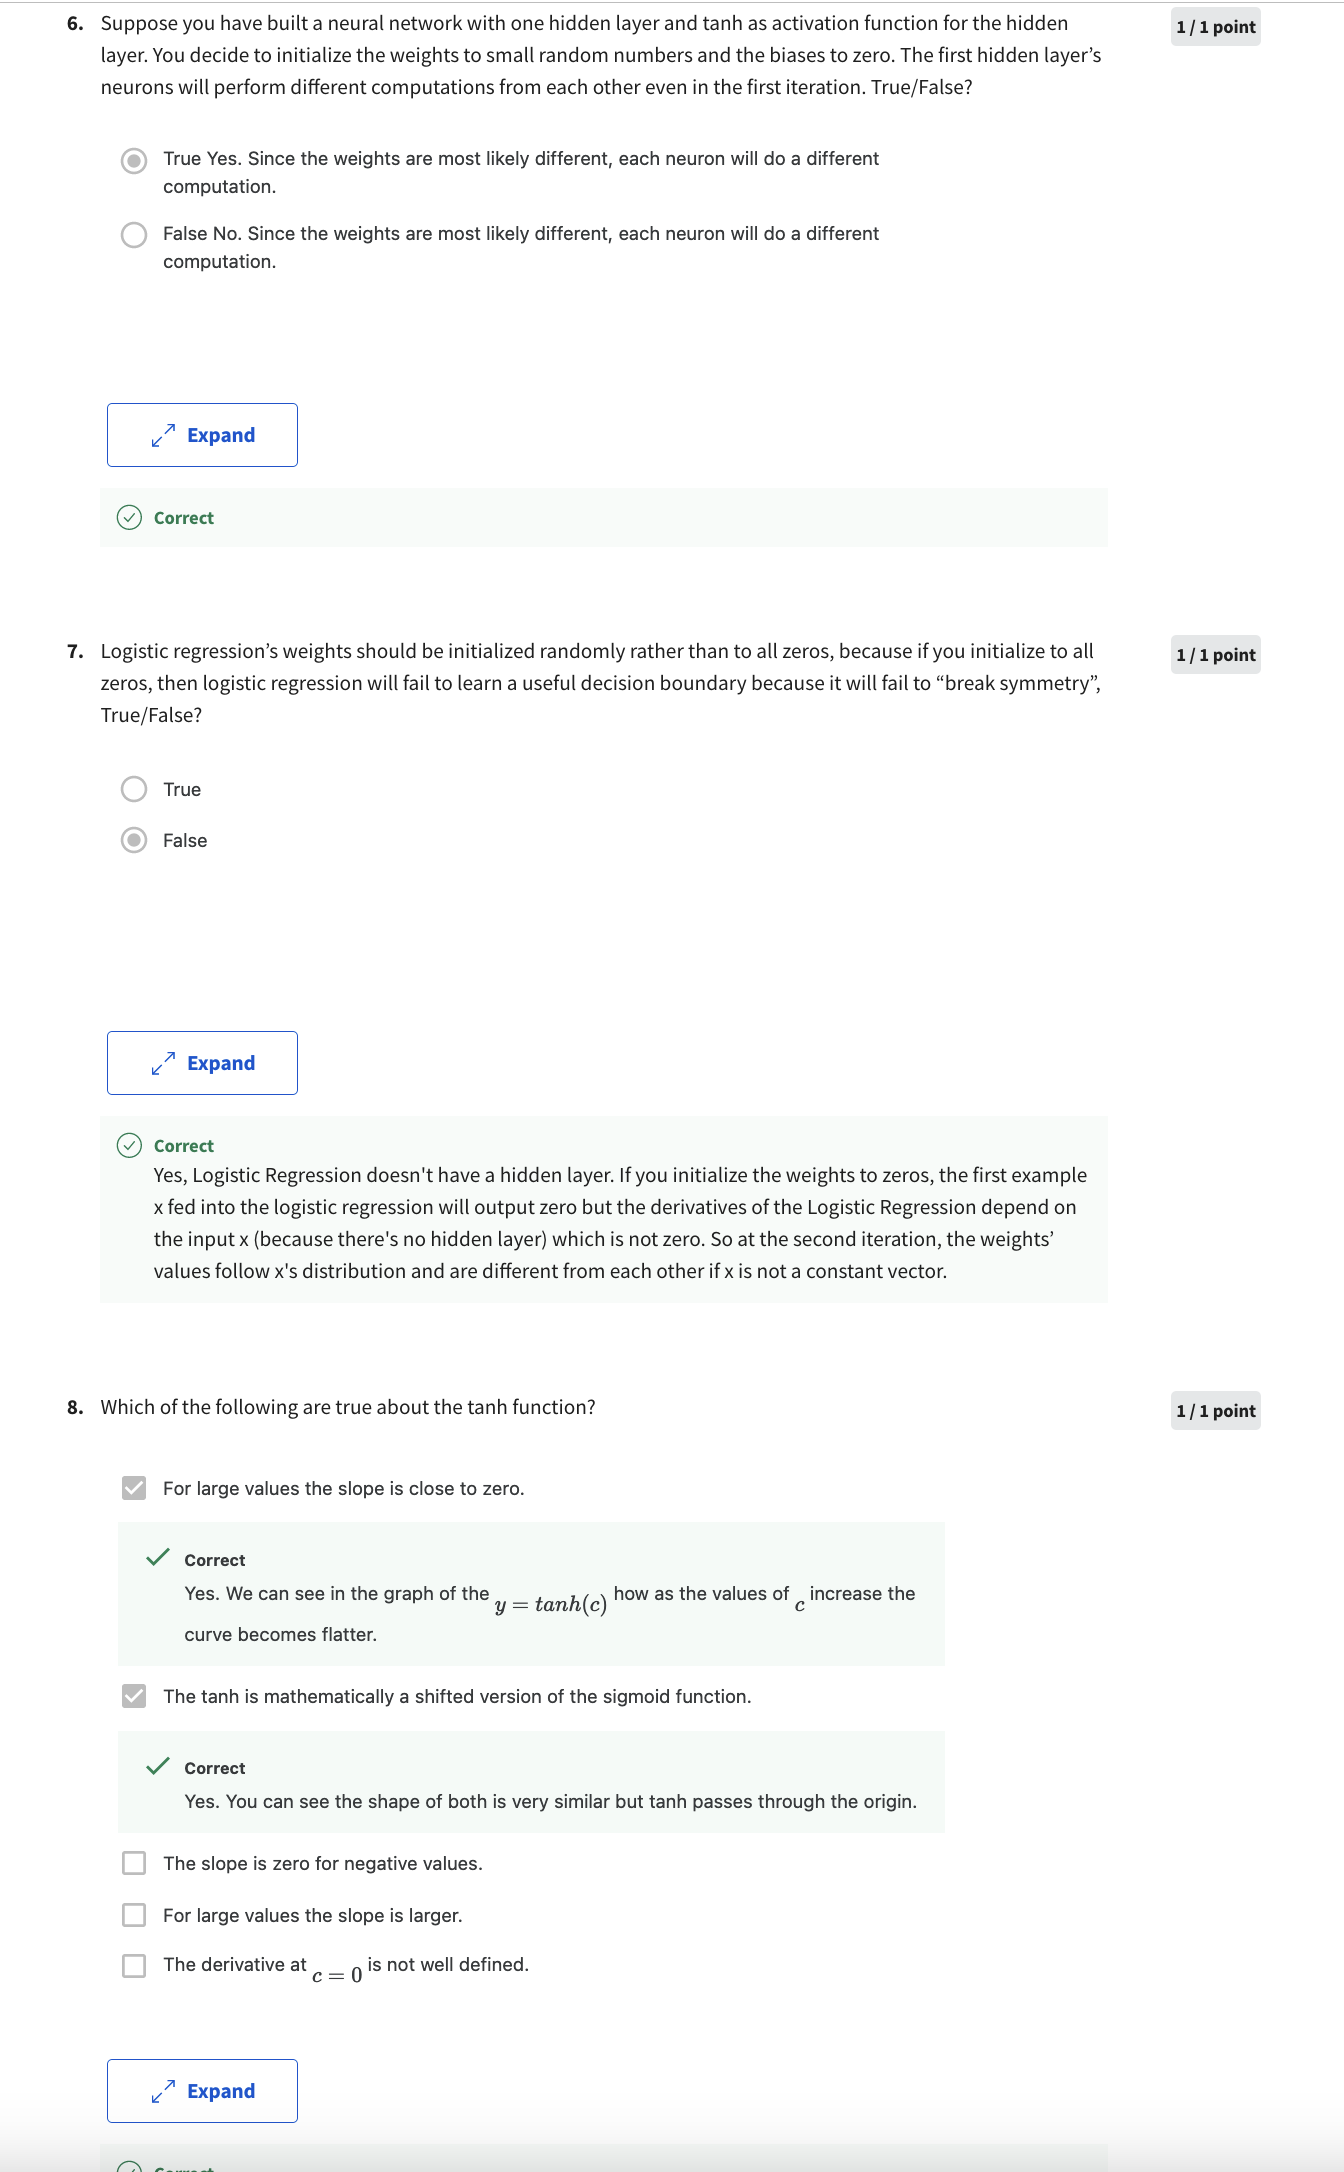 6. Suppose you have built a neural network with one hidden layer and tanh as activation function for the hidden
1 / 1 point
layer. You decide to initialize the weights to small random numbers and the biases to zero. The first hidden layer’s
neurons will perform different computations from each other even in the first iteration. True/False?
True Yes. Since the weights are most likely different, each neuron will do a different
computation.
False No. Since the weights are most likely different, each neuron will do a different
computation.
Expand
Correct
7. Logistic regression’s weights should be initialized randomly rather than to all zeros, because if you initialize to all
1 / 1 point
zeros, then logistic regression will fail to learn a useful decision boundary because it will fail to “break symmetry”,
True/False?
True
False
Expand
Correct
Yes, Logistic Regression doesn't have a hidden layer. If you initialize the weights to zeros, the first example
x fed into the logistic regression will output zero but the derivatives of the Logistic Regression depend on
the input x (because there's no hidden layer) which is not zero. So at the second iteration, the weights’
values follow x's distribution and are different from each other if x is not a constant vector.
8. Which of the following are true about the tanh function?
1 / 1 point
For large values the slope is close to zero.
Correct
Yes. We can see in the graph of the y = tanh(c) how as the values of c increase the
curve becomes flatter.
The tanh is mathematically a shifted version of the sigmoid function.
Correct
Yes. You can see the shape of both is very similar but tanh passes through the origin.
The slope is zero for negative values.
For large values the slope is larger.
The derivative at c = 0 is not well defined.
Expand